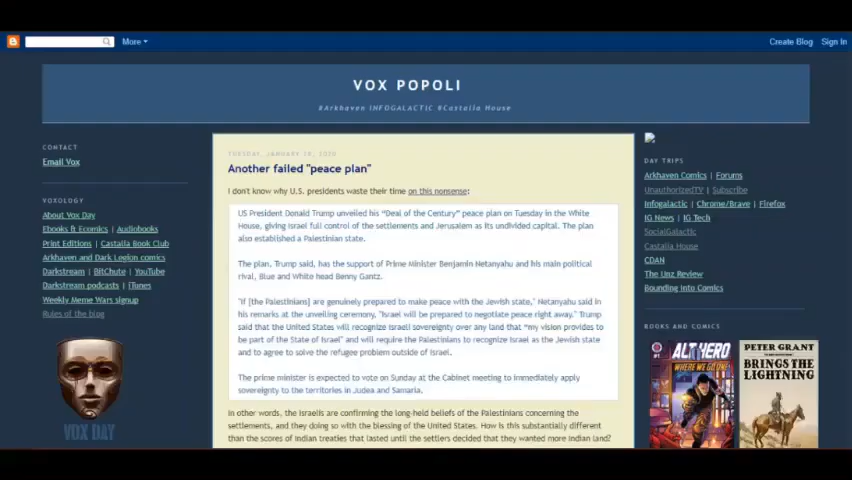 More
Create Blog Sign In
VOX POPOLI
#Arkhaven INFOGALACTIC #Castalia House
CONTACT
Email Vox
VOXOLOGY
About Vox Day
Ebooks & Ecomics | Audiobooks
Print Editions | Castalia Book Club
Arkhaven and Dark Legion comics
Darkstream | BitChute | YouTube
Darkstream podcasts | iTunes
Weekly Meme Wars signup
Rules of the blog
VOX DAY
TUESDAY, JANUARY 28, 2020
Another failed "peace plan"
I don't know why U.S. presidents waste their time on this nonsense:
US President Donald Trump unveiled his “Deal of the Century” peace plan on Tuesday in the White
House, giving Israel full control of the settlements and Jerusalem as its undivided capital. The plan
also established a Palestinian state.
The plan, Trump said, has the support of Prime Minister Benjamin Netanyahu and his main political
rival, Blue and White head Benny Gantz.
"If [the Palestinians] are genuinely prepared to make peace with the Jewish state," Netanyahu said in
his remarks at the unveiling ceremony, "Israel will be prepared to negotiate peace right away." Trump
said that the United States will recognize Israeli sovereignty over any land that “my vision provides to
be part of the State of Israel” and will require the Palestinians to recognize Israel as the Jewish state
and to agree to solve the refugee problem outside of Israel.
The prime minister is expected to vote on Sunday at the Cabinet meeting to immediately apply
sovereignty to the territories in Judea and Samaria.
In other words, the Israelis are confirming the long-held beliefs of the Palestinians concerning the
settlements, and they doing so with the blessing of the United States. How is this substantially different
than the scores of Indian treaties that lasted until the settlers decided that they wanted more Indian land?
DAY TRIPS
Arkhaven Comics | Forums
UnauthorizedTV | Subscribe
Infogalactic | Chrome/Brave | Firefox
IG News | IG Tech
SocialGalactic
Castalia House
CDAN
The Unz Review
Bounding Into Comics
BOOKS AND COMICS
#1
ALT★HERO
WHERE WE GO ONE
PETER GRANT
BRINGS THE
LIGHTNING